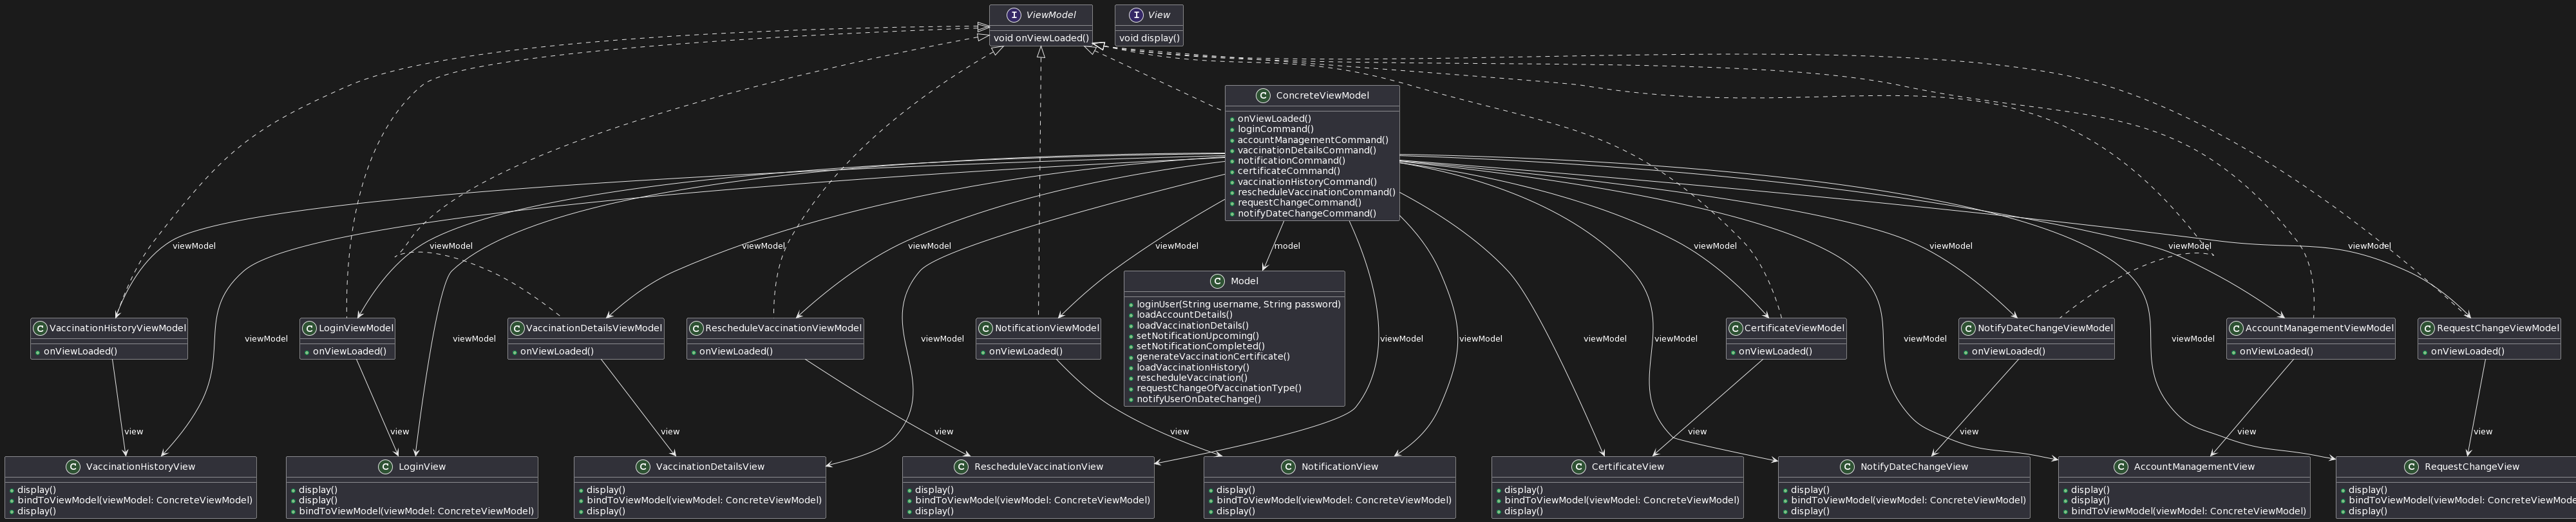 I ViewModel
void onViewLoaded()
I View
void display()
C ConcreteViewModel
onViewLoaded()
loginCommand()
accountManagementCommand()
vaccinationDetailsCommand()
notificationCommand()
certificateCommand()
vaccinationHistoryCommand()
rescheduleVaccinationCommand()
requestChangeCommand()
notifyDateChangeCommand()
viewModel
viewModel
viewModel
viewModel
viewModel
model
viewModel
viewModel
viewModel
viewModel
C Model
loginUser(String username, String password)
loadAccountDetails()
loadVaccinationDetails()
setNotificationUpcoming()
setNotificationCompleted()
generateVaccinationCertificate()
loadVaccinationHistory()
rescheduleVaccination()
requestChangeOfVaccinationType()
notifyUserOnDateChange()
C VaccinationHistoryViewModel
onViewLoaded()
C LoginViewModel
onViewLoaded()
C VaccinationDetailsViewModel
onViewLoaded()
C RescheduleVaccinationViewModel
onViewLoaded()
C NotificationViewModel
onViewLoaded()
C CertificateViewModel
onViewLoaded()
C NotifyDateChangeViewModel
onViewLoaded()
C AccountManagementViewModel
onViewLoaded()
C RequestChangeViewModel
onViewLoaded()
viewModel
viewModel
viewModel
viewModel
viewModel
viewModel
viewModel
viewModel
viewModel
view
view
view
view
view
view
view
view
view
C VaccinationHistoryView
display()
bindToViewModel(viewModel: ConcreteViewModel)
display()
C LoginView
display()
display()
bindToViewModel(viewModel: ConcreteViewModel)
C VaccinationDetailsView
display()
bindToViewModel(viewModel: ConcreteViewModel)
display()
C RescheduleVaccinationView
display()
bindToViewModel(viewModel: ConcreteViewModel)
display()
C NotificationView
display()
bindToViewModel(viewModel: ConcreteViewModel)
display()
C CertificateView
display()
bindToViewModel(viewModel: ConcreteViewModel)
display()
C NotifyDateChangeView
display()
bindToViewModel(viewModel: ConcreteViewModel)
display()
C AccountManagementView
display()
display()
bindToViewModel(viewModel: ConcreteViewModel)
C RequestChangeView
display()
bindToViewModel(viewModel: ConcreteViewMode
display()